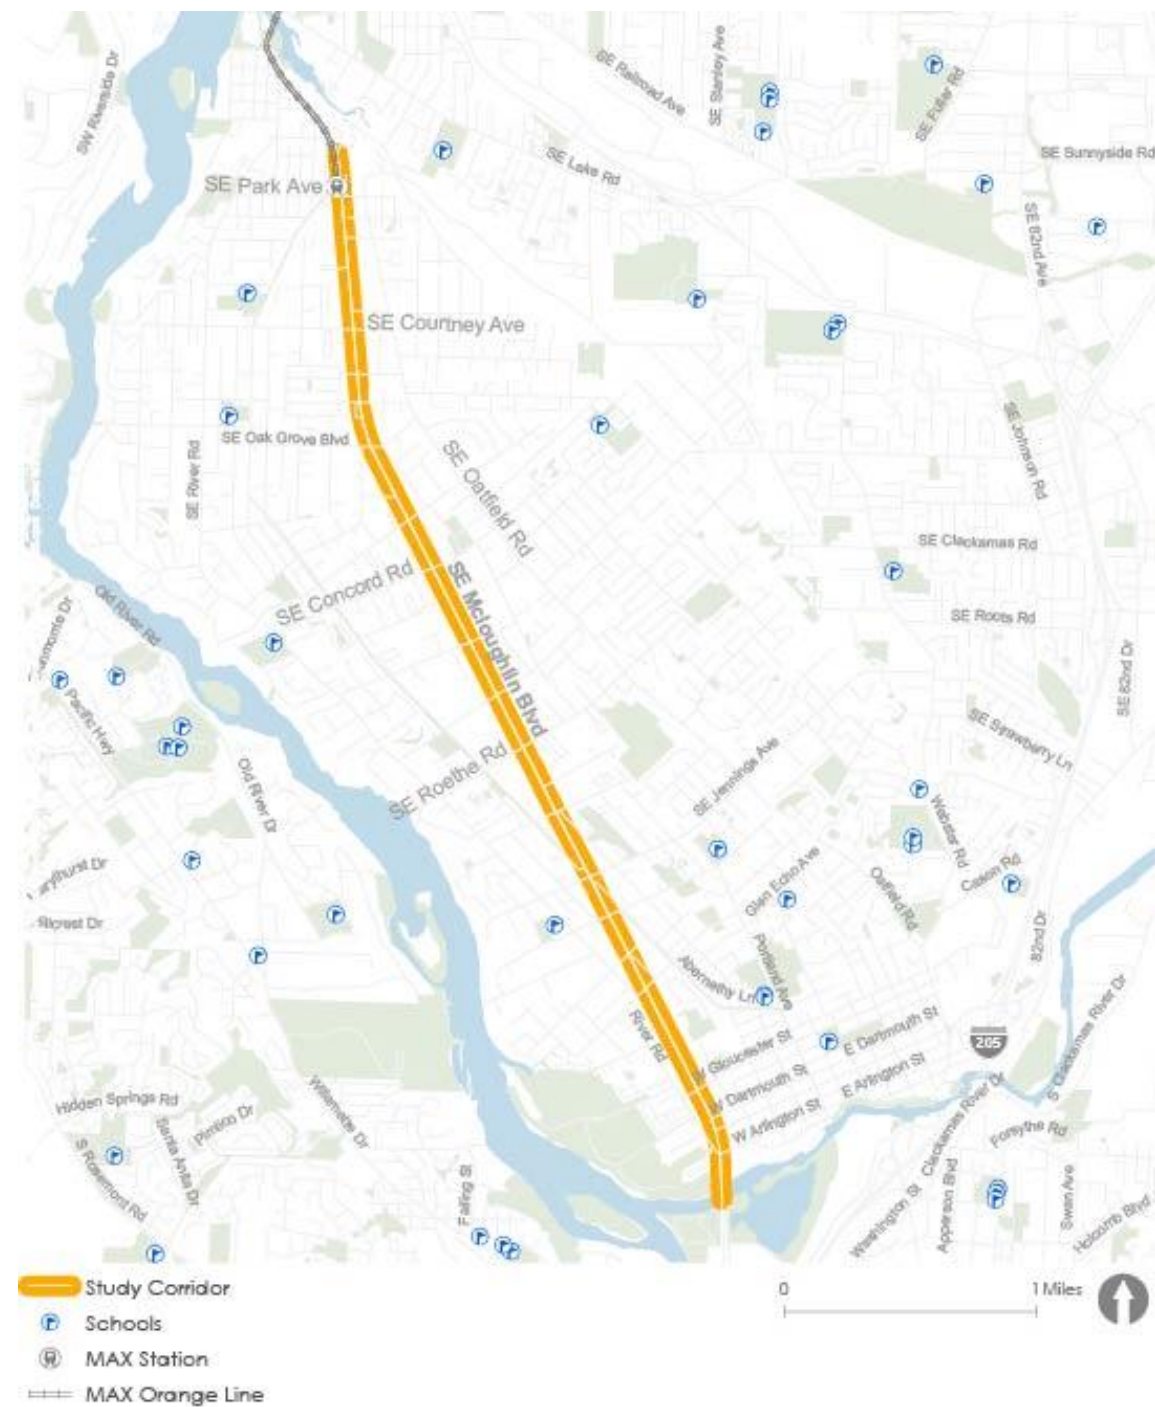 SW Riverside Dr
SE Railroad Ave
SE Stanley Ave
SE Fuller Rd
SE Sunnyside Rd
SE Lake Rd
SE Park Ave
SE 82nd Ave
SE Courtney Ave
SE Oak Grove Blvd
SE River Rd
SE Oatfield Rd
SE Johnson Rd
SE Clackamas Rd
SE Concord Rd
SE Mcloughlin Blvd
SE Roots Rd
Old River Rd
SE 82nd Dr
Pacific Hwy
SE Strawberry Ln
SE Roethe Rd
SE Jennings Ave
Old River Dr
Webster Rd
Cason Rd
Glen Echo Ave
Oatfield Rd
82nd Dr
Portland Ave
Abernethy Ln
River Rd
W Gloucester St
E Dartmouth St
205
S Clackamas River Dr
W Dartmouth St
E Arlington St
W Arlington St
Hidden Springs Rd
Pimlico Dr
Santa Anita Dr
Willamette Dr
S Rosemont Rd
Failing St
Clackamas River Dr
Forsythe Rd
Washington St
Apperson Blvd
Swan Ave
Holcomb Blvd
Study Corridor
0
1 Miles
Schools
MAX Station
MAX Orange Line